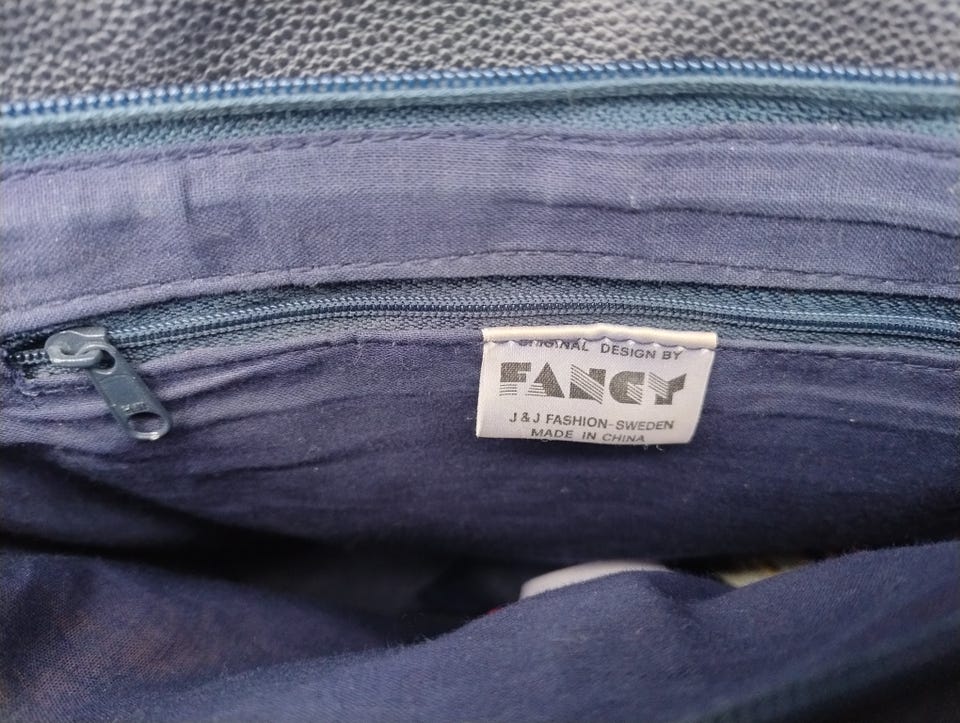 ORIGINAL DESIGN BY
FANCY
J & J FASHION-SWEDEN
MADE IN CHINA